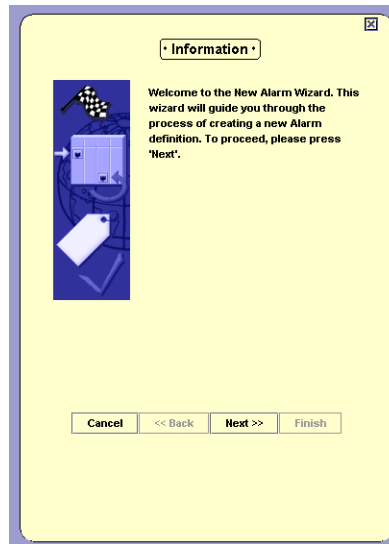 • Information •
Welcome to the New Alarm Wizard. This
wizard will guide you through the
process of creating a new Alarm
definition. To proceed, please press
'Next'.
Cancel << Back Next >> Finish